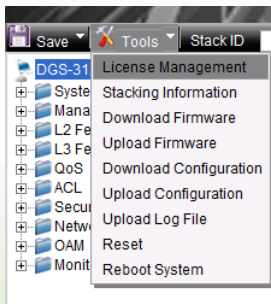 Save Tools Stack ID
DGS-31
License Management
Syste
Stacking Information
Mana
Download Firmware
L2 Fe
Upload Firmware
L3 Fe
QoS
Download Configuration
ACL
Upload Configuration
Secur
Upload Log File
Netwo
OAM
Reset
Monit
Reboot System